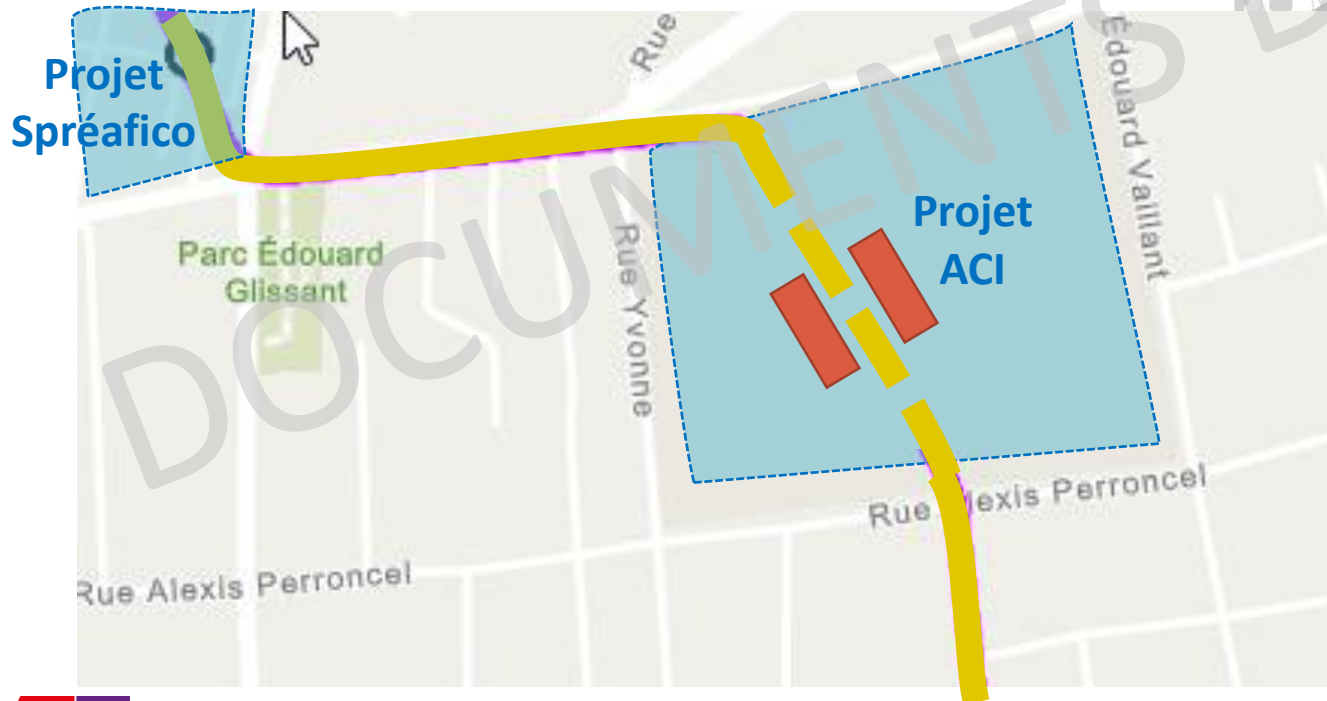 Projet
Spréafico
Rue
Édouard Vaillant
Projet
ACI
Parc Édouard
Glissant
Rue Yvonne
Rue Alexis Perroncel
Rue Alexis Perroncel
DOCUMENTS